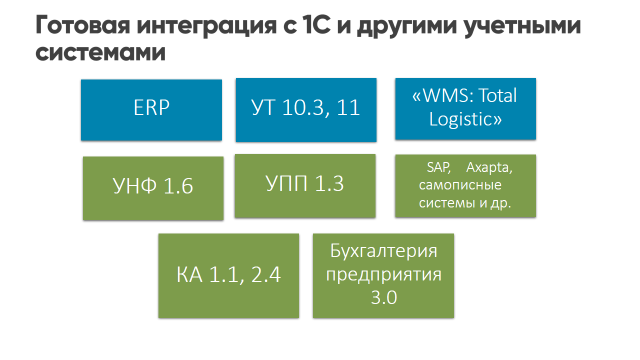 Готовая интеграция с 1С и другими учетными
системами
ERP
УТ 10.3, 11
«WMS: Total
Logistic»
УНФ 1.6
УПП 1.3
SAP, Axapta,
самописные
системы и др.
КА 1.1, 2.4
Бухгалтерия
предприятия
3.0